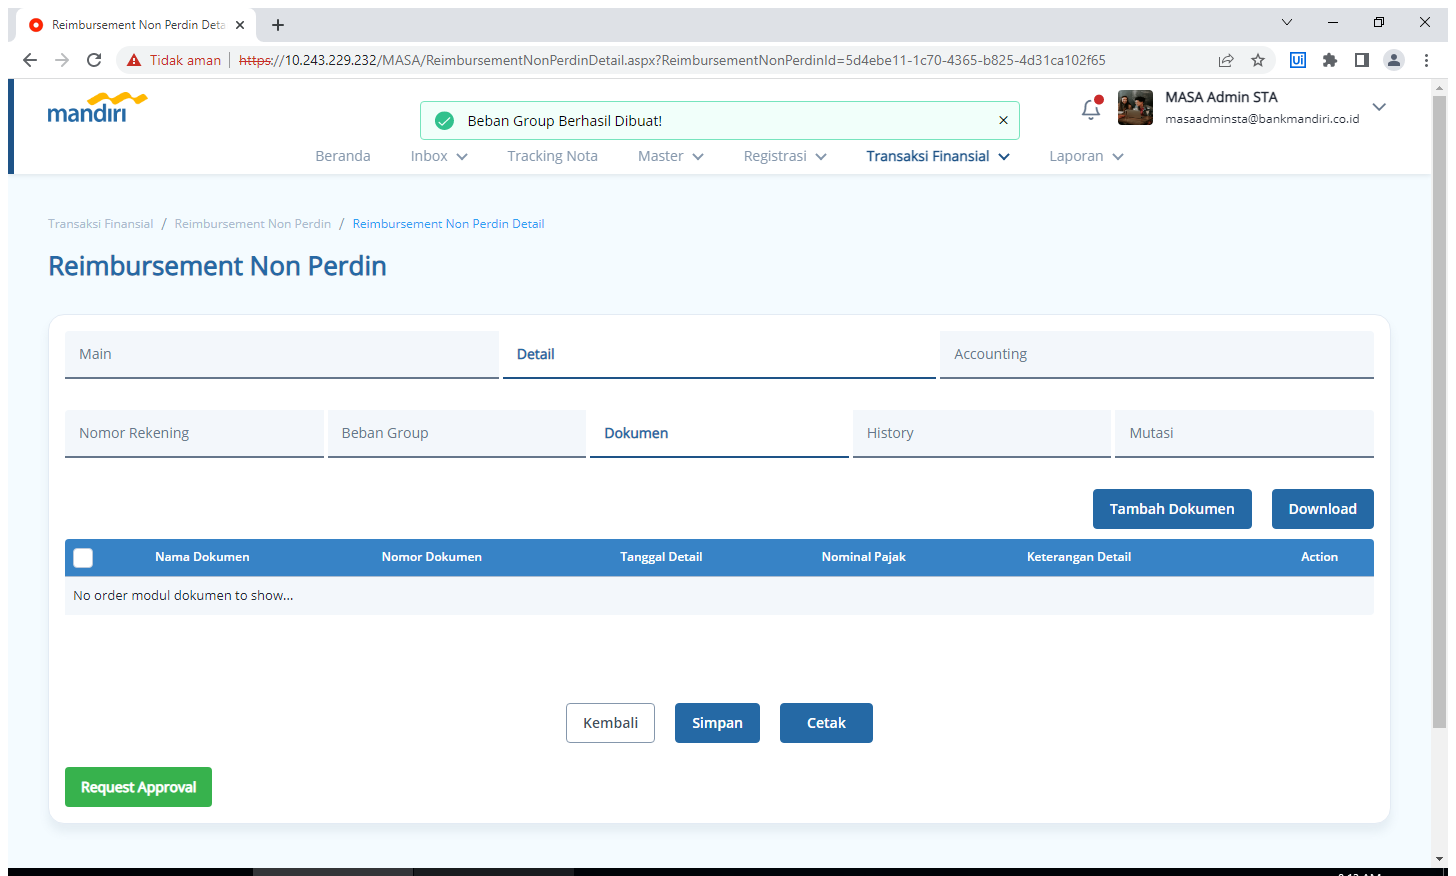 Reimbursement Non Perdin Deta
Tidak aman https://10.243.229.232/MASA/ReimbursementNonPerdinDetail.aspx?ReimbursementNonPerdinId=5d4ebe11-1c70-4365-b825-4d31ca102f65
Ui
mandiri
Beban Group Berhasil Dibuat!
MASA Admin STA
masaadminsta@bankmandiri.co.id
Beranda Inbox Tracking Nota Master Registrasi Transaksi Finansial Laporan
Transaksi Finansial / Reimbursement Non Perdin / Reimbursement Non Perdin Detail
Reimbursement Non Perdin
Main Detail Accounting
Nomor Rekening Beban Group Dokumen History Mutasi
Tambah Dokumen Download
Nama Dokumen Nomor Dokumen Tanggal Detail Nominal Pajak Keterangan Detail Action
No order modul dokumen to show...
Kembali Simpan Cetak
Request Approval